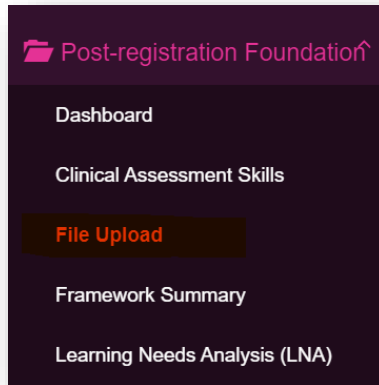 Post-registration Foundation
Dashboard
Clinical Assessment Skills
File Upload
Framework Summary
Learning Needs Analysis (LNA)